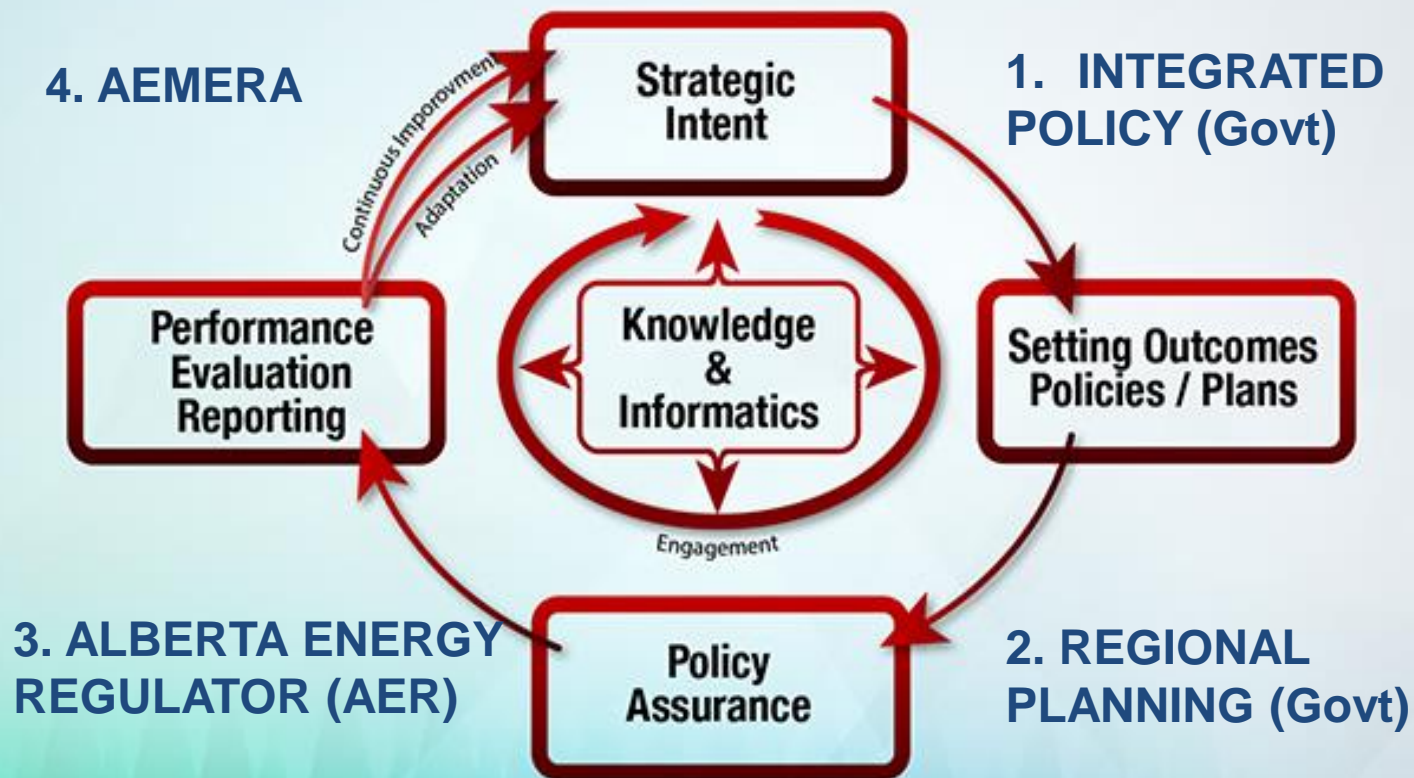 4. AEMERA
Continuous Imporovment
Adaptation
Strategic
Intent
1. INTEGRATED
POLICY (Govt)
Performance
Evaluation
Reporting
Knowledge
&
Informatics
Setting Outcomes
Policies / Plans
Engagement
3. ALBERTA ENERGY
REGULATOR (AER)
Policy
Assurance
2. REGIONAL
PLANNING (Govt)